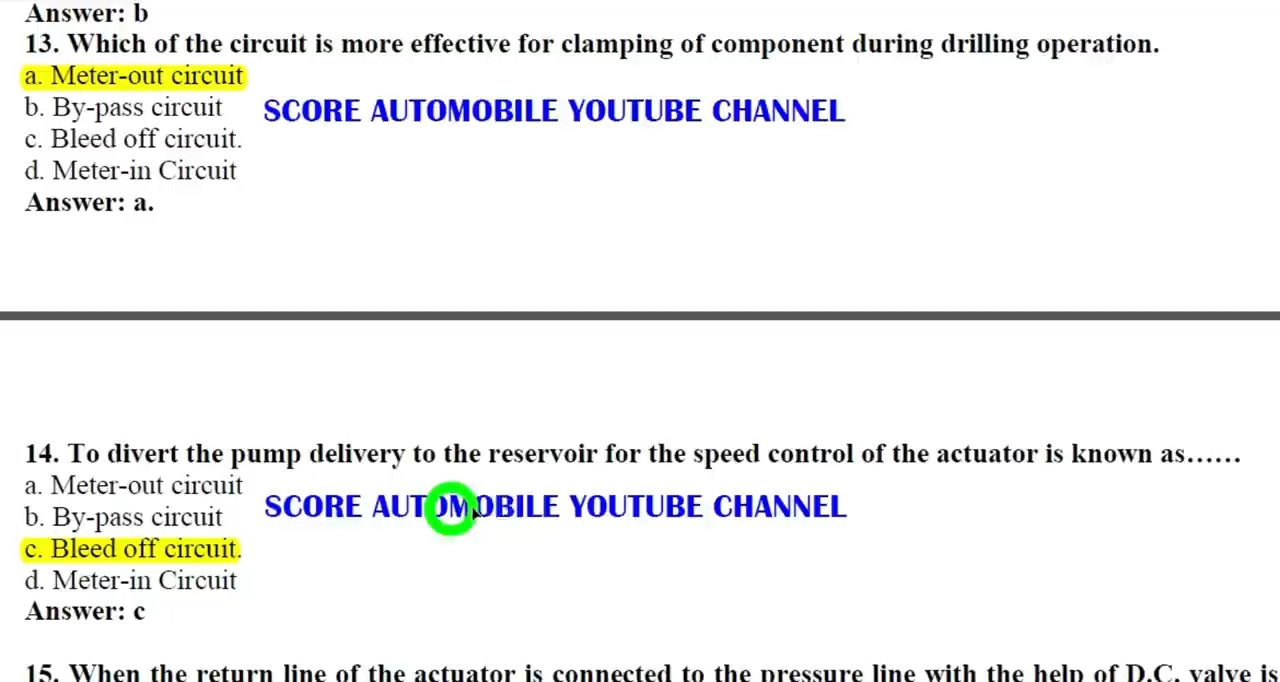 Answer: b
13. Which of the circuit is more effective for clamping of component during drilling operation.
a. Meter-out circuit
b. By-pass circuit
SCORE AUTOMOBILE YOUTUBE CHANNEL
c. Bleed off circuit.
d. Meter-in Circuit
Answer: a.
14. To divert the pump delivery to the reservoir for the speed control of the actuator is known as......
a. Meter-out circuit
SCORE AUTOMOBILE YOUTUBE CHANNEL
b. By-pass circuit
c. Bleed off circuit.
d. Meter-in Circuit
Answer: c
15. When the return line of the actuator is connected to the pressure line with the help of D.C. valve is